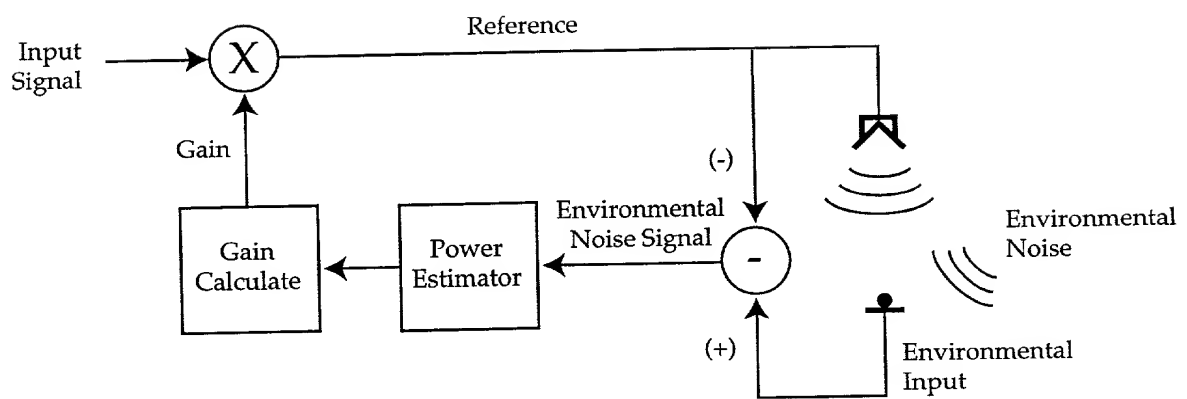 Reference
Input
Signal
X
Gain
(-)
Environmental
Noise Signal
Environmental
Noise
Gain
Calculate
Power
Estimator
-
(+)
Environmental
Input